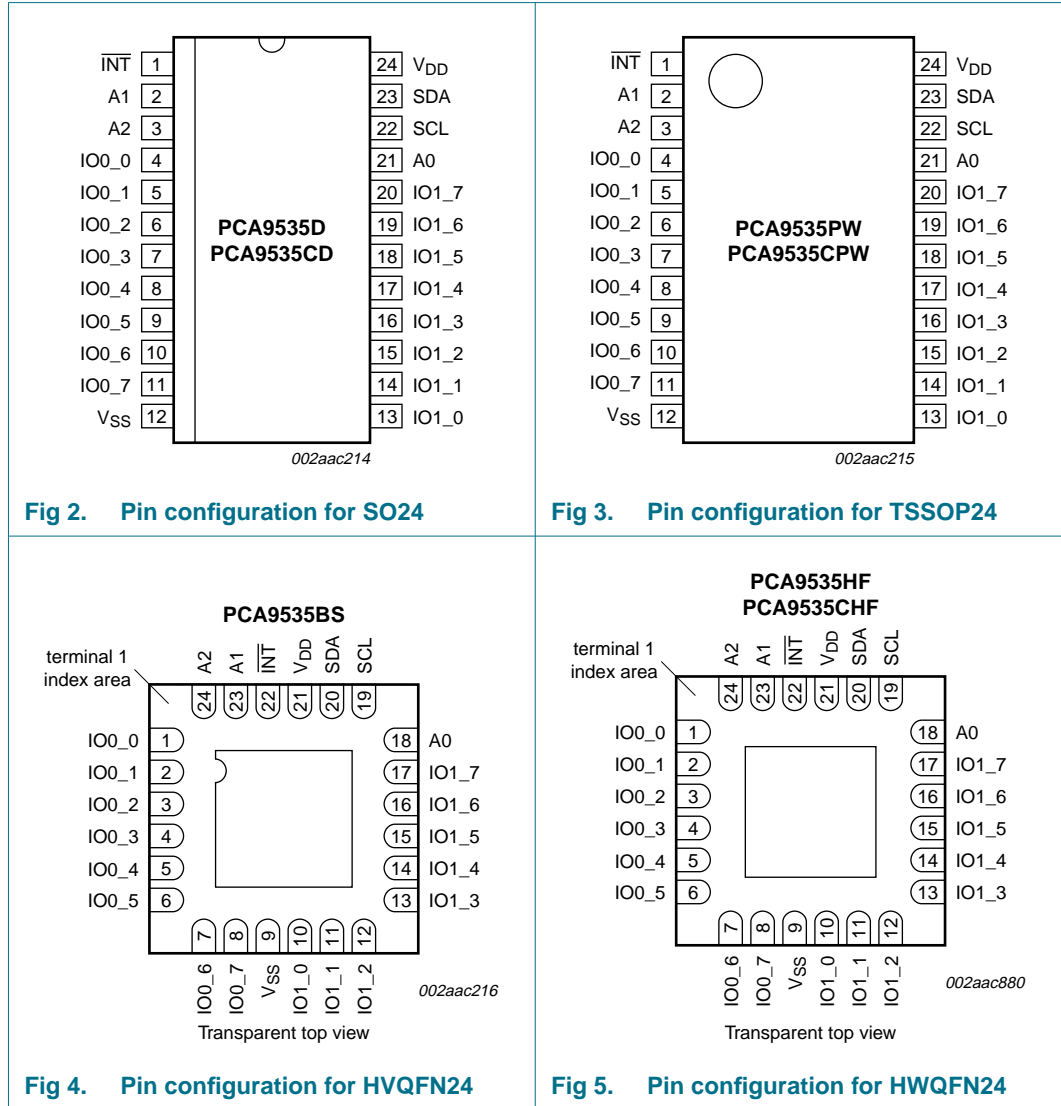 INT 1
A1 2
A2 3
IO0_0 4
IO0_1 5
IO0_2 6
IO0_3 7
IO0_4 8
IO0_5 9
IO0_6 10
IO0_7 11
VSS 12
PCA9535D
PCA9535CD
24 VDD
23 SDA
22 SCL
21 A0
20 IO1_7
19 IO1_6
18 IO1_5
17 IO1_4
16 IO1_3
15 IO1_2
14 IO1_1
13 IO1_0
002aac214
Fig 2. Pin configuration for SO24
INT 1
A1 2
A2 3
IO0_0 4
IO0_1 5
IO0_2 6
IO0_3 7
IO0_4 8
IO0_5 9
IO0_6 10
IO0_7 11
VSS 12
PCA9535PW
PCA9535CPW
24 VDD
23 SDA
22 SCL
21 A0
20 IO1_7
19 IO1_6
18 IO1_5
17 IO1_4
16 IO1_3
15 IO1_2
14 IO1_1
13 IO1_0
002aac215
Fig 3. Pin configuration for TSSOP24
PCA9535BS
terminal 1
index area
A2 A1 INT VDD SDA SCL
24 23 22 21 20 19
IO0_0 1
IO0_1 2
IO0_2 3
IO0_3 4
IO0_4 5
IO0_5 6
18 A0
17 IO1_7
16 IO1_6
15 IO1_5
14 IO1_4
13 IO1_3
7 8 9 10 11 12
IO0_6 IO0_7 VSS IO1_0 IO1_1 IO1_2
002aac216
Transparent top view
Fig 4. Pin configuration for HVQFN24
PCA9535HF
PCA9535CHF
terminal 1
index area
A2 A1 INT VDD SDA SCL
24 23 22 21 20 19
IO0_0 1
IO0_1 2
IO0_2 3
IO0_3 4
IO0_4 5
IO0_5 6
18 A0
17 IO1_7
16 IO1_6
15 IO1_5
14 IO1_4
13 IO1_3
7 8 9 10 11 12
IO0_6 IO0_7 VSS IO1_0 IO1_1 IO1_2
002aac880
Transparent top view
Fig 5. Pin configuration for HWQFN24